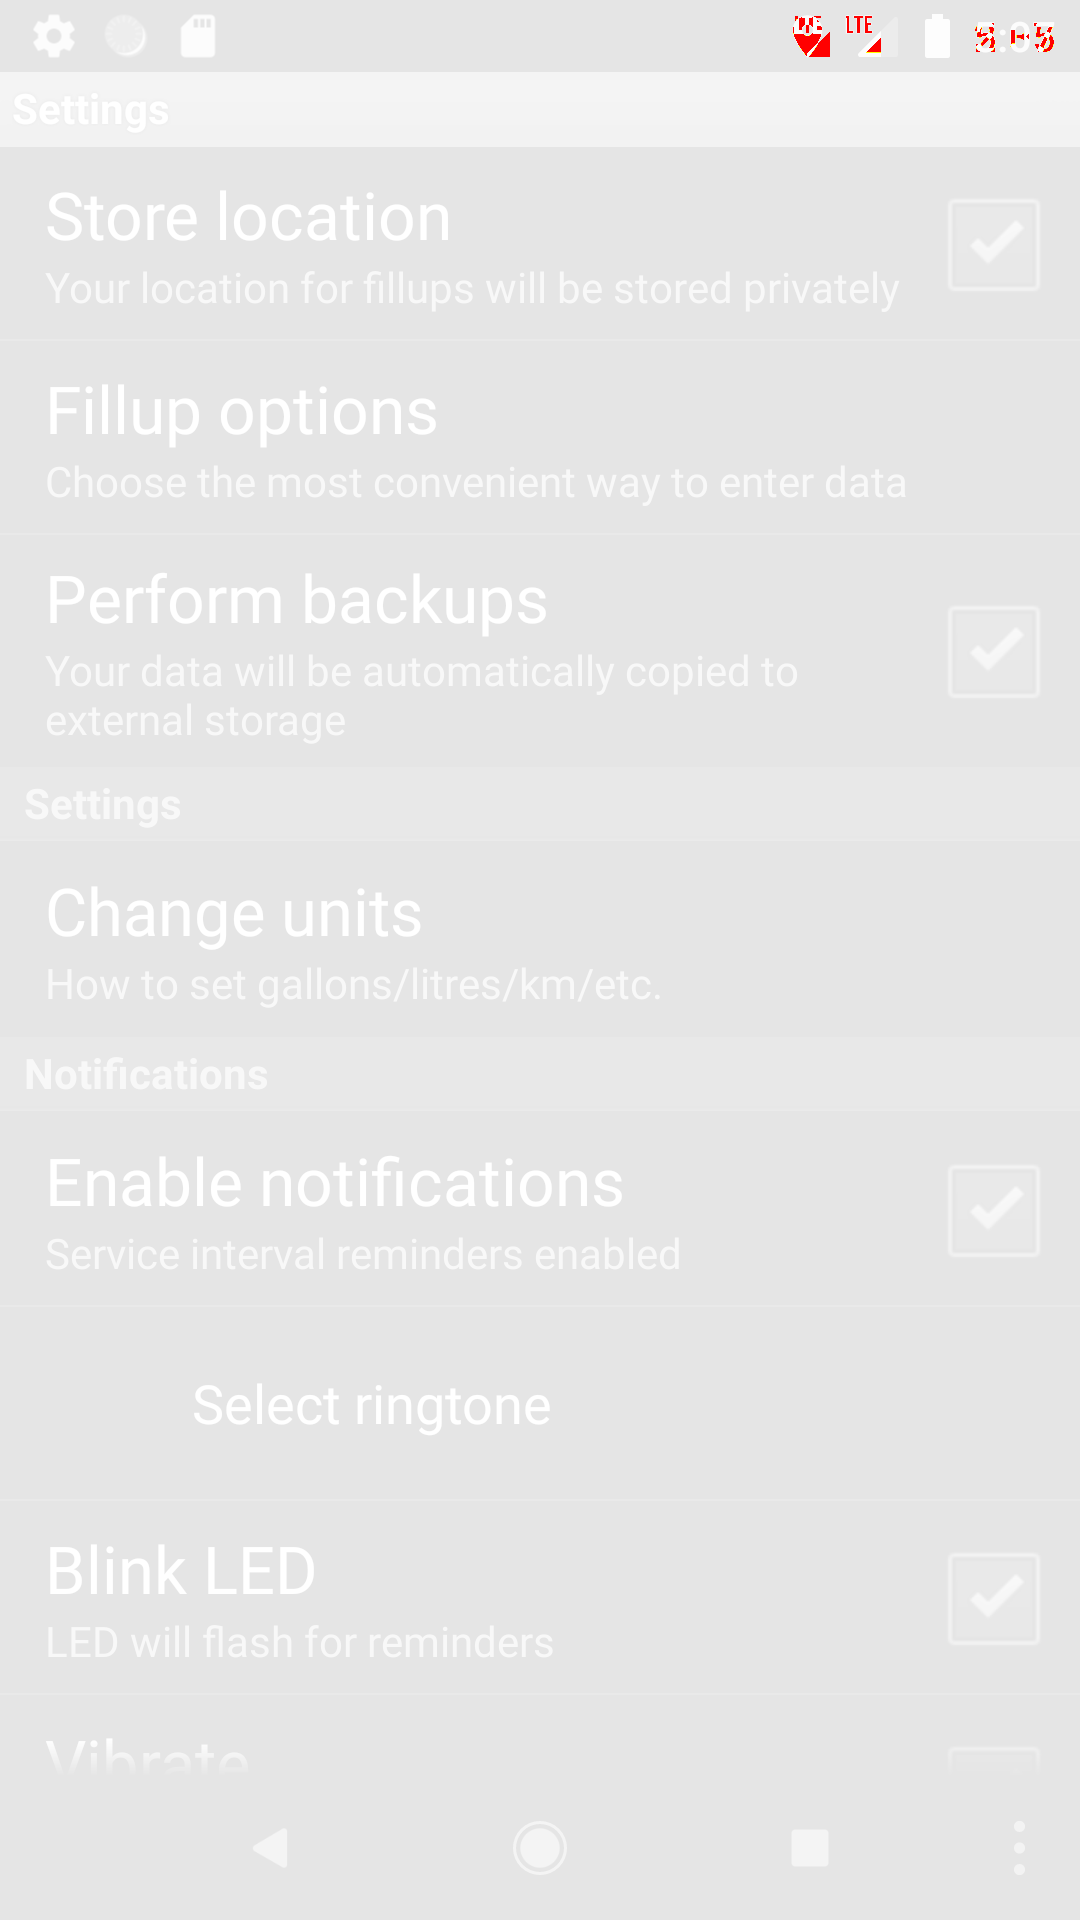 LTE LTE
Settings
Store location
Your location for fillups will be stored privately
Fillup options
Choose the most convenient way to enter data
Perform backups
Your data will be automatically copied to
external storage
Settings
Change units
How to set gallons/litres/km/etc.
Notifications
Enable notifications
Service interval reminders enabled
Select ringtone
Blink LED
LED will flash for reminders
Vibrate